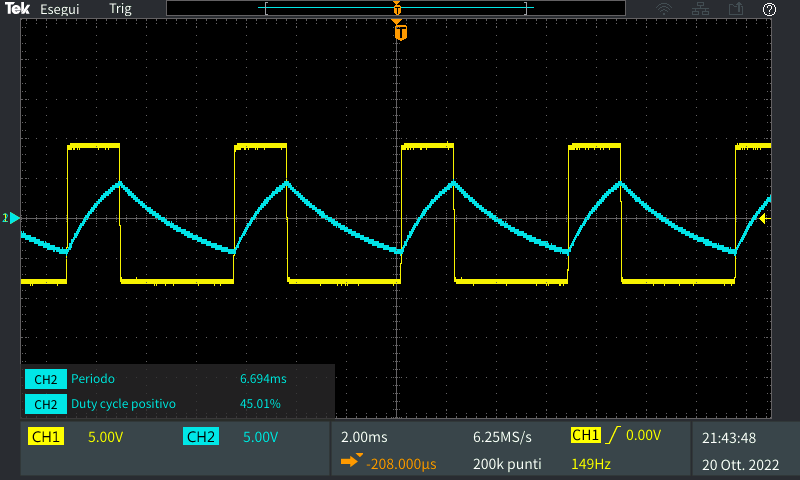 Tek Esegui Trig
T
T
CH2 Periodo 6.694ms
CH2 Duty cycle positivo 45.01%
CH1 5.00V CH2 5.00V 2.00ms 6.25MS/s CH1 0.00V 21:43:48
-208.000µs 200k punti 149Hz 20 Ott. 2022